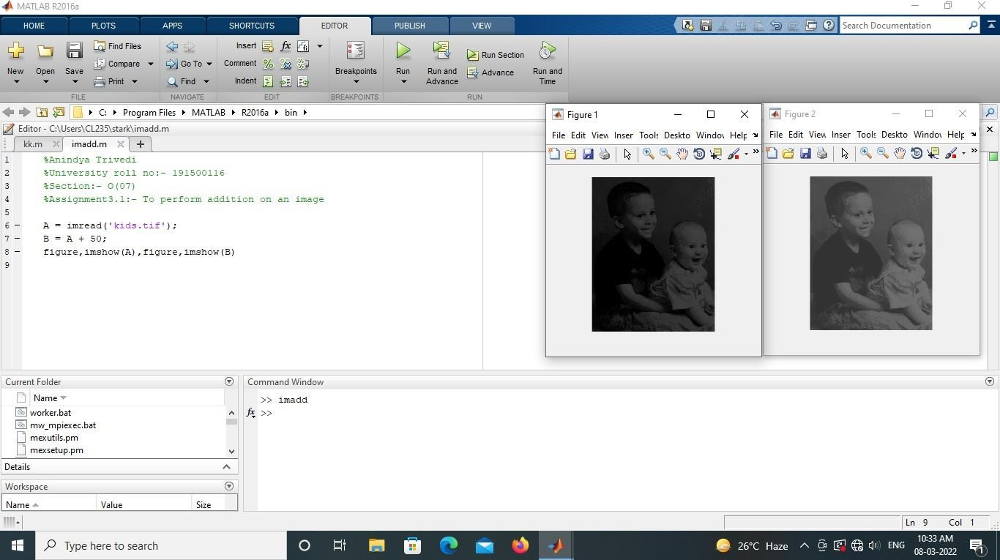 MATLAB R2016a
HOME PLOTS APPS SHORTCUTS EDITOR PUBLISH VIEW Search Documentation
New Open Save Find Files Compare Print
Go To Find
Insert fx
Comment %
Indent
Breakpoints
Run Run and Advance Run Section Advance Run and Time
FILE NAVIGATE EDIT BREAKPOINTS RUN
C: Program Files MATLAB R2016a bin
Editor - C:\Users\CL235\stark\imadd.m
kk.m imadd.m
1 %Anindya Trivedi
2 %University roll no:- 191500116
3 %Section:- O(07)
4 %Assignment3.1:- To perform addition on an image
5
6 – A = imread('kids.tif');
7 – B = A + 50;
8 – figure,imshow(A),figure,imshow(B)
9
Figure 1
File Edit View Inser Tools Deskto Windov Help
Figure 2
File Edit View Inser Tools Deskto Windov Help
Current Folder
Name
worker.bat
mw_mpiexec.bat
mexutils.pm
mexsetup.pm
Details
Workspace
Name Value Size
Command Window
>> imadd
fx >>
Ln 9 Col 1
Type here to search
26°C Haze ENG 10:33 AM
08-03-2022
1